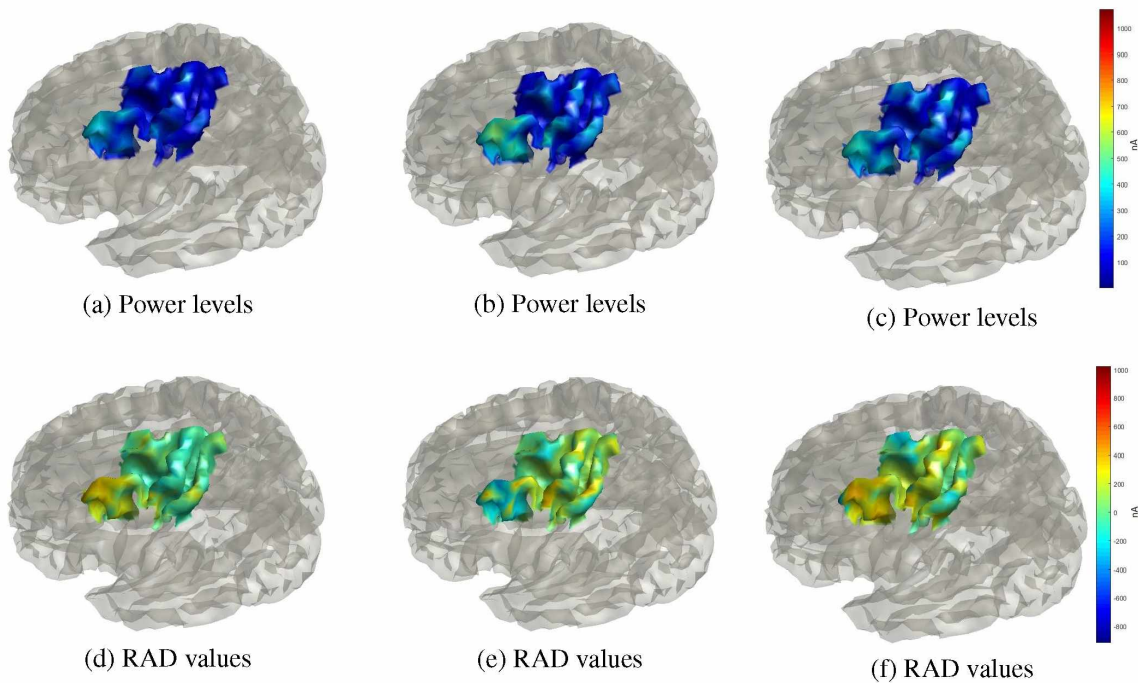 1000
900
800
700
600
500
400
300
200
100
nA
(a) Power levels
(b) Power levels
(c) Power levels
1000
800
600
400
200
0
-200
-400
-600
-800
nA
(d) RAD values
(e) RAD values
(f) RAD values